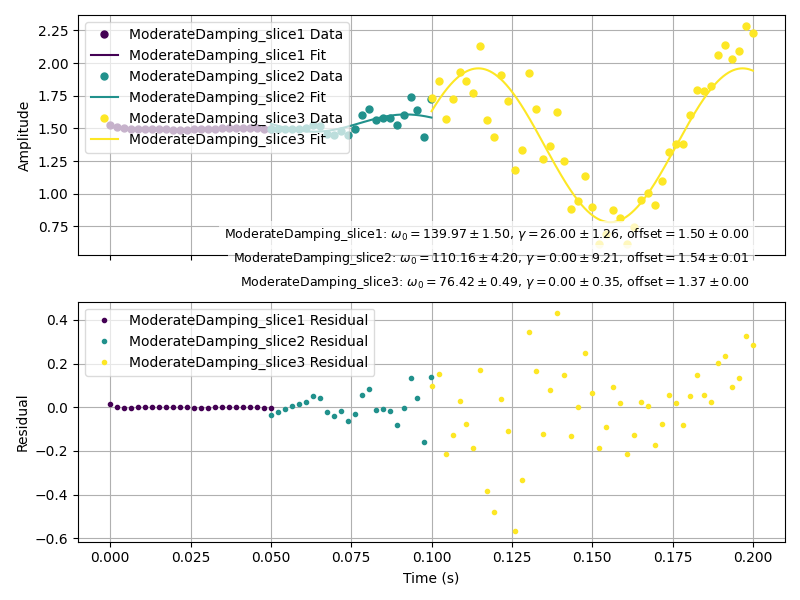 2.25
2.00
1.75
1.50
1.25
1.00
0.75
Amplitude
ModerateDamping_slice1 Data
ModerateDamping_slice1 Fit
ModerateDamping_slice2 Data
ModerateDamping_slice2 Fit
ModerateDamping_slice3 Data
ModerateDamping_slice3 Fit
ModerateDamping_slice1: ω₀ = 139.97 ± 1.50, γ = 26.00 ± 1.26, offset = 1.50 ± 0.00
ModerateDamping_slice2: ω₀ = 110.16 ± 4.20, γ = 0.00 ± 9.21, offset = 1.54 ± 0.01
ModerateDamping_slice3: ω₀ = 76.42 ± 0.49, γ = 0.00 ± 0.35, offset = 1.37 ± 0.00
0.4
0.2
0.0
−0.2
−0.4
−0.6
Residual
ModerateDamping_slice1 Residual
ModerateDamping_slice2 Residual
ModerateDamping_slice3 Residual
0.000 0.025 0.050 0.075 0.100 0.125 0.150 0.175 0.200
Time (s)